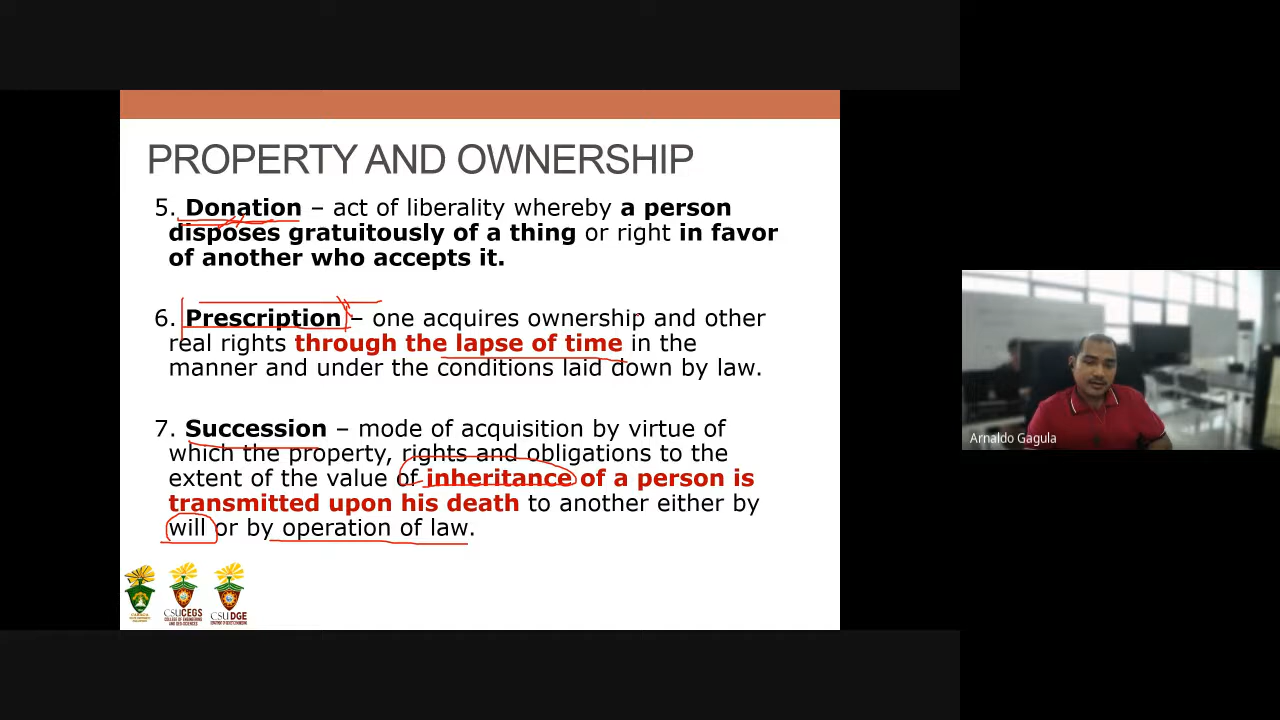 PROPERTY AND OWNERSHIP
5. Donation – act of liberality whereby a person
disposes gratuitously of a thing or right in favor
of another who accepts it.
6. Prescription – one acquires ownership and other
real rights through the lapse of time in the
manner and under the conditions laid down by law.
7. Succession – mode of acquisition by virtue of
which the property, rights and obligations to the
extent of the value of inheritance of a person is
transmitted upon his death to another either by
will or by operation of law.
Arnaldo Gagula
CSUCEGS
CSUDGE